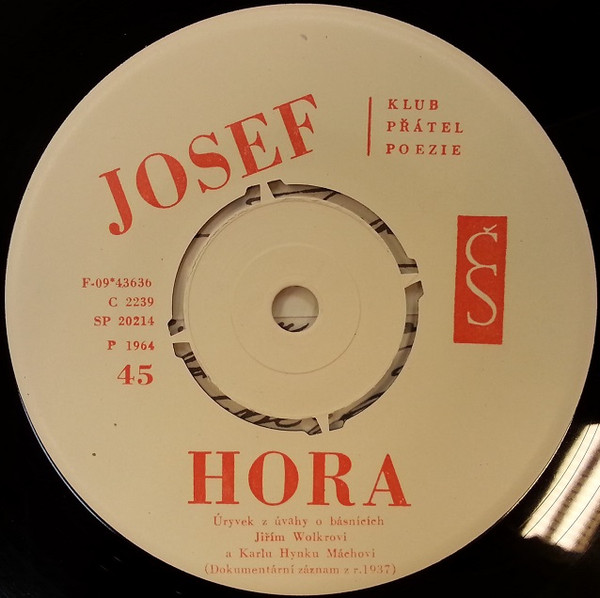 JOSEF
KLUB
PŘÁTEL
POEZIE
ČS
F-09*43636
C 2239
SP 20214
P 1964
45
HORA
Úryvek z úvahy o básnících
Jiřím Wolkrovi
a Karlu Hynku Máchovi
(Dokumentární záznam z r.1937)